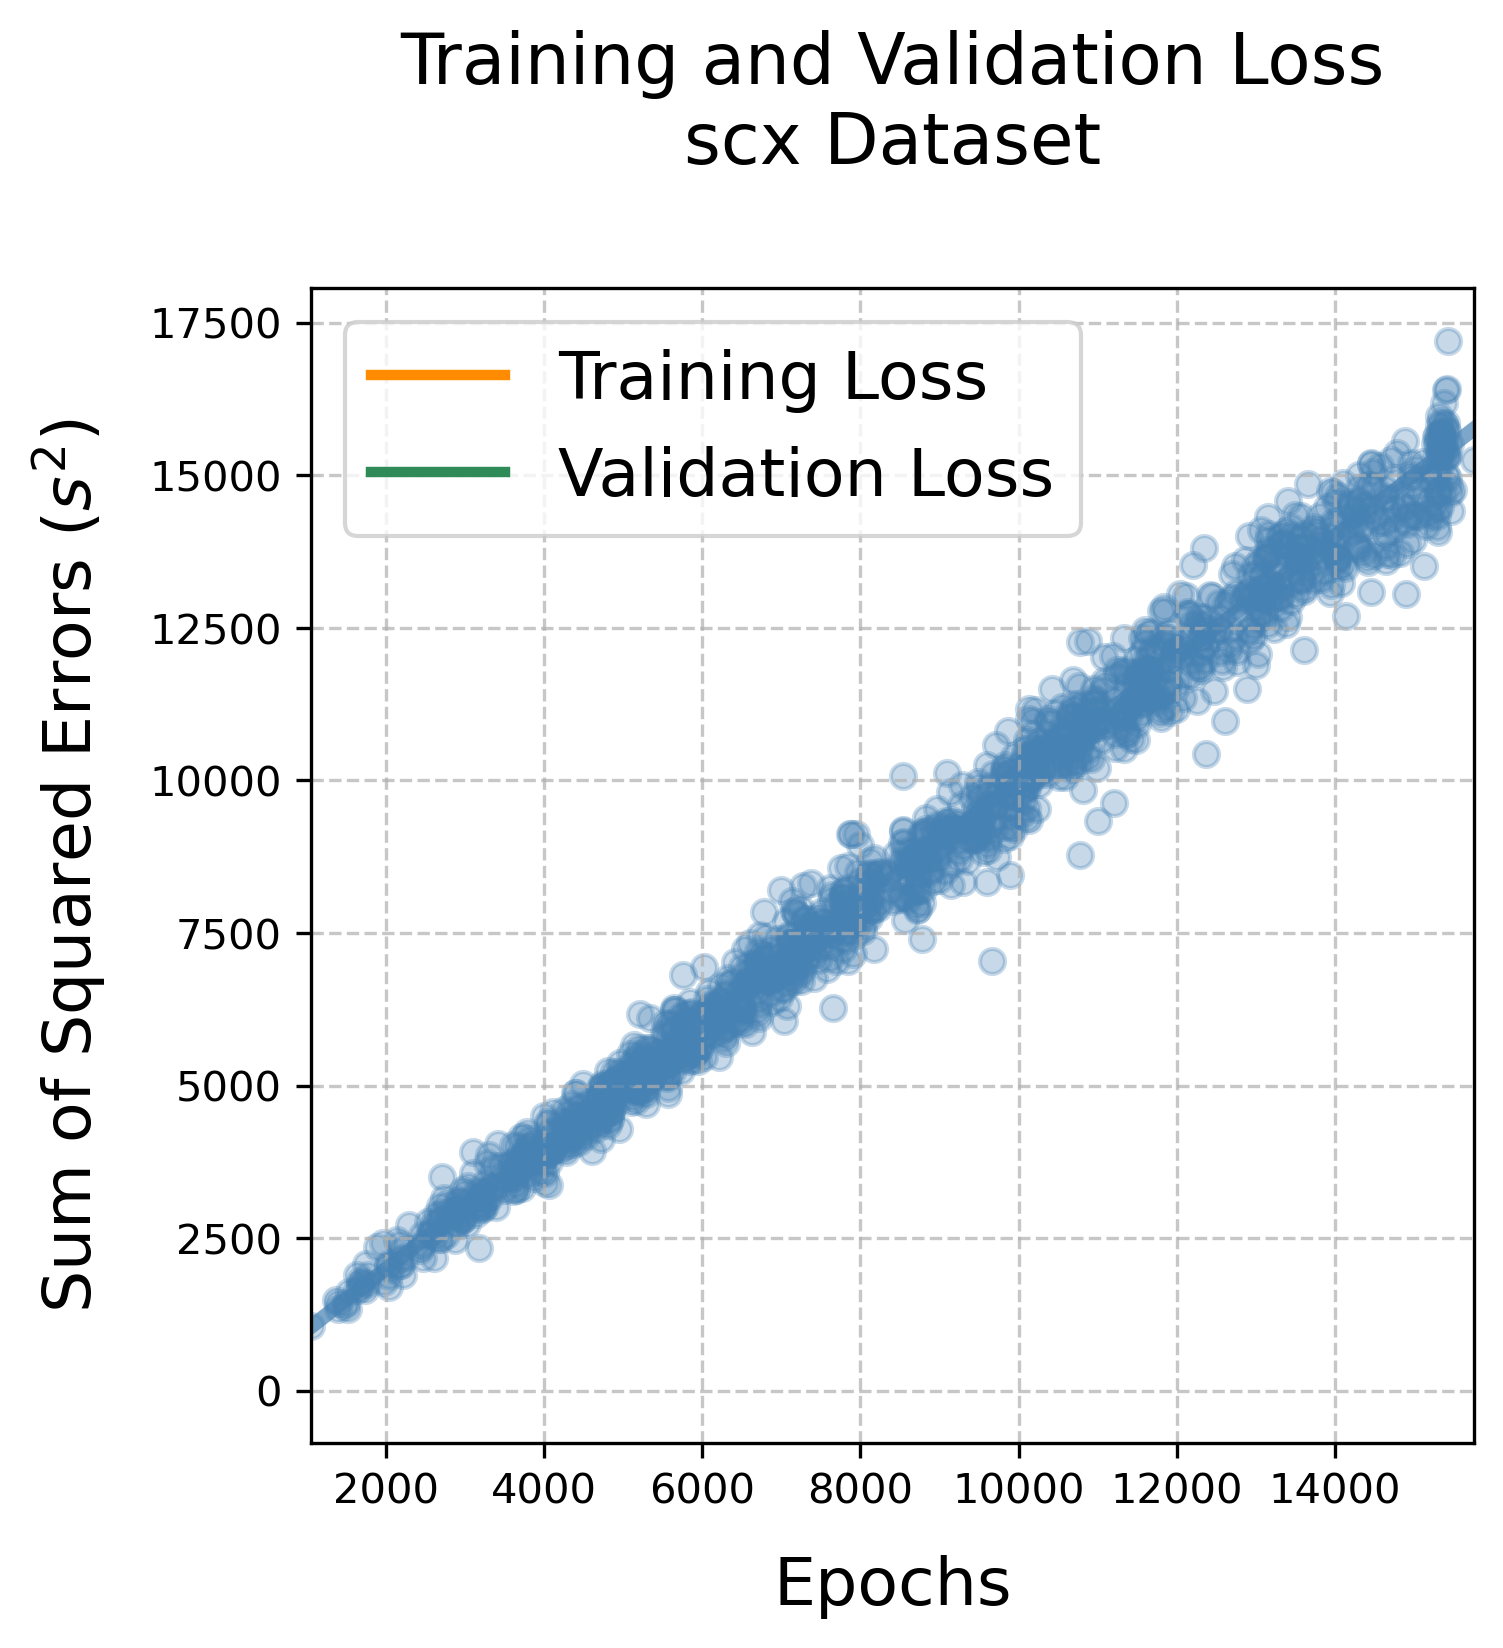 Training and Validation Loss
scx Dataset
17500
15000
12500
10000
7500
5000
2500
0
Sum of Squared Errors (s²)
Training Loss
Validation Loss
2000 4000 6000 8000 10000 12000 14000
Epochs